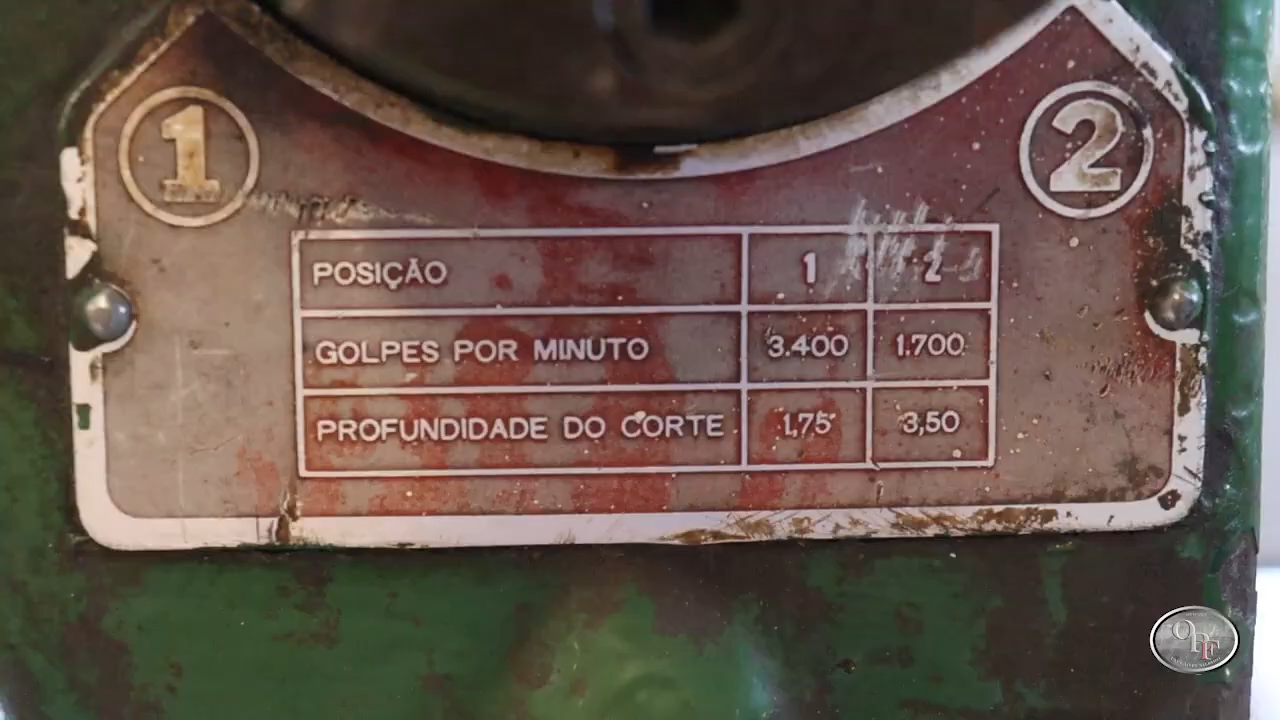 1 2
POSIÇÃO 1 2
GOLPES POR MINUTO 3.400 1.700
PROFUNDIDADE DO CORTE 1,75 3,50
OPF